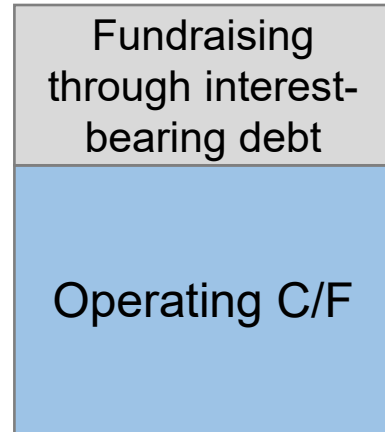 Fundraising
through interest-
bearing debt
Operating C/F